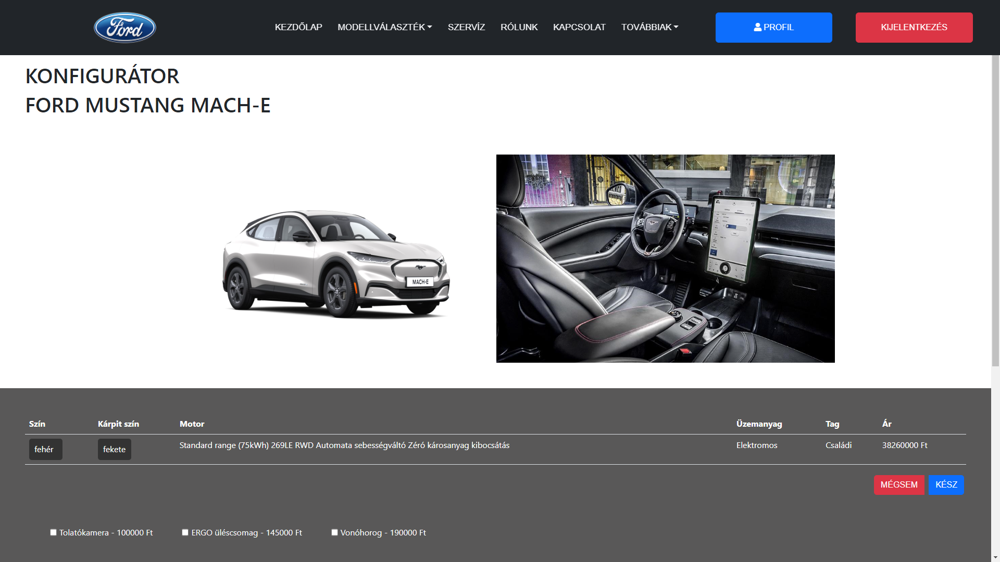 Ford
KEZDŐLAP MODELLVÁLASZTÉK SZERVÍZ RÓLUNK KAPCSOLAT TOVÁBBIAK PROFIL KIJELENTKEZÉS
KONFIGURÁTOR
FORD MUSTANG MACH-E
MACH-E
Szín Kárpit szín Motor Üzemanyag Tag Ár
fehér fekete Standard range (75kWh) 269LE RWD Automata sebességváltó Zéró károsanyag kibocsátás Elektromos Családi 38260000 Ft
MÉGSEM KÉSZ
Tolatókamera - 100000 Ft ERGO üléscsomag - 145000 Ft Vonóhorog - 190000 Ft